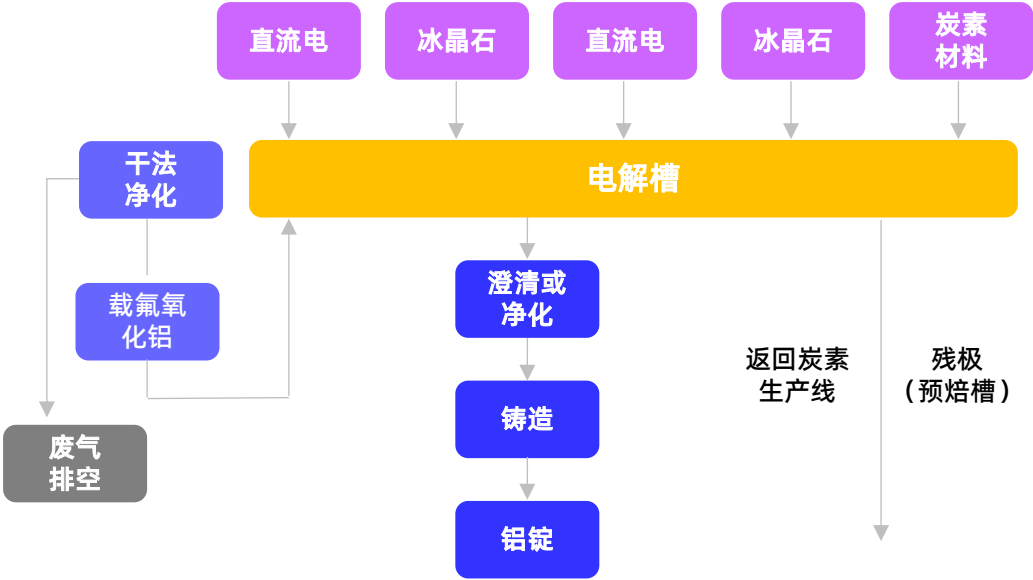 直流电
冰晶石
直流电
冰晶石
炭素
材料
干法
净化
电解槽
载氟氧
化铝
澄清或
净化
返回炭素
生产线
残极
（预焙槽）
铸造
废气
排空
铝锭